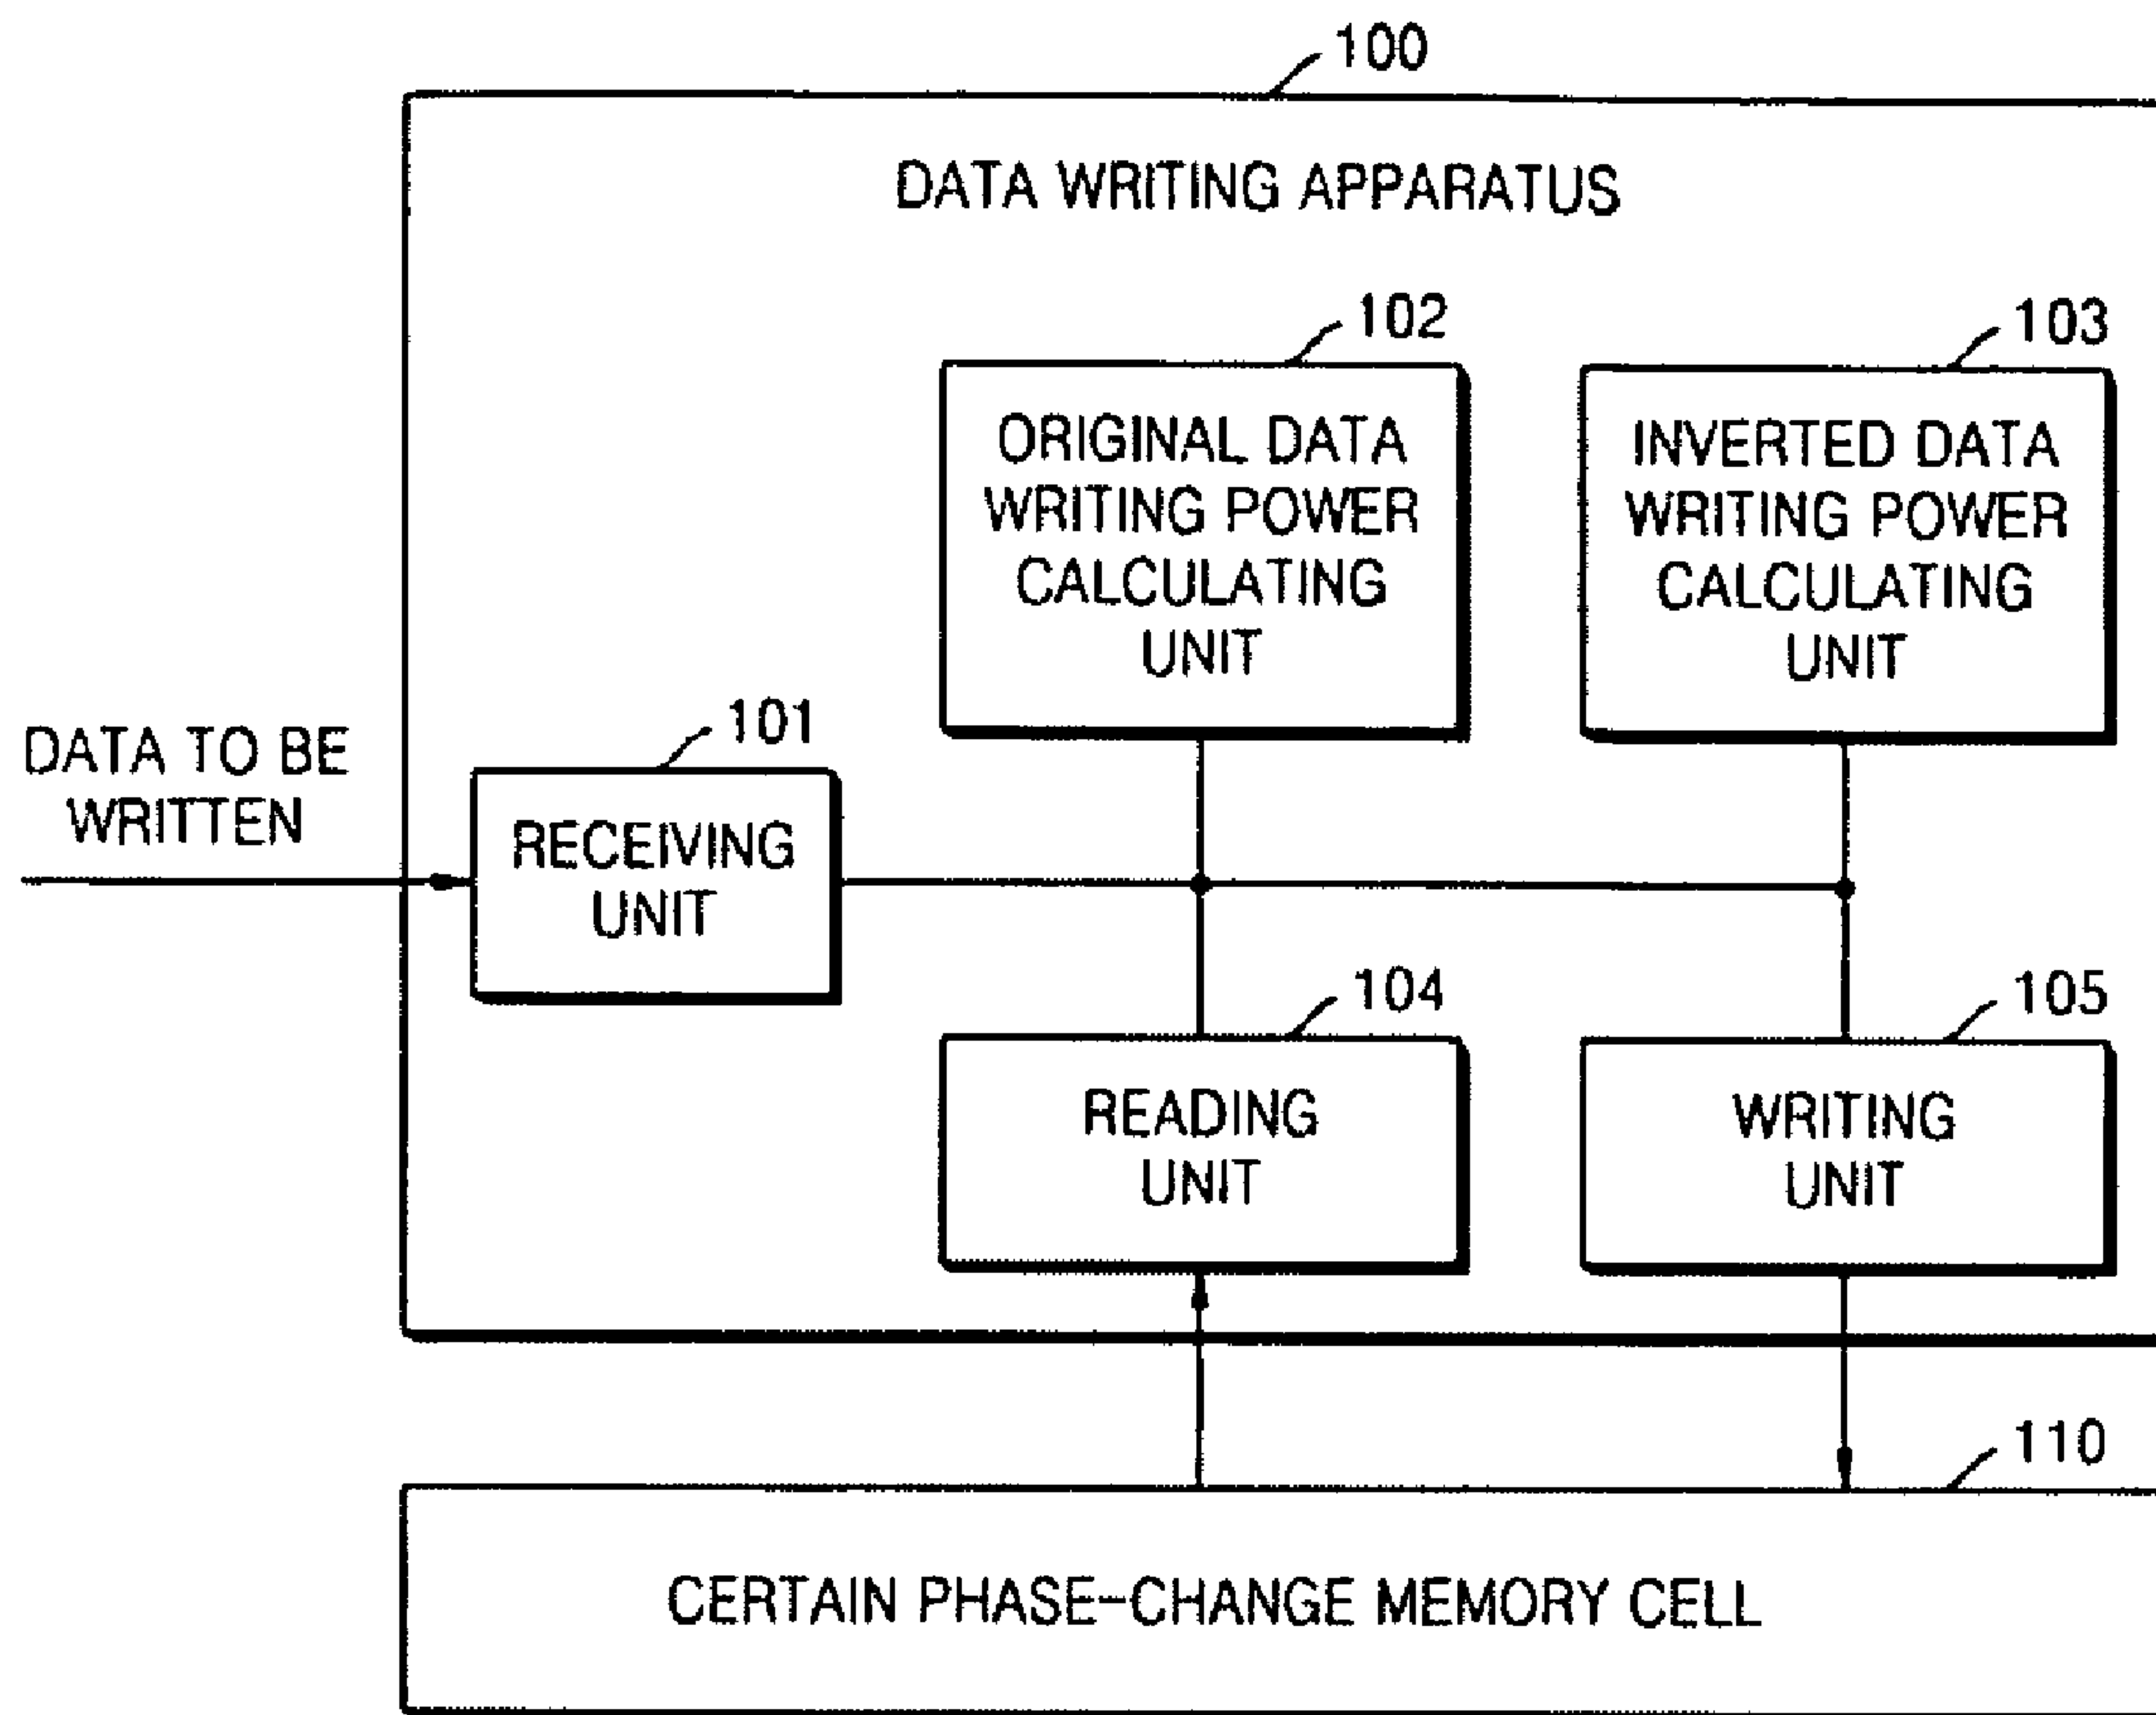 100
DATA WRITING APPARATUS
102
103
ORIGINAL DATA
WRITING POWER
CALCULATING
UNIT
INVERTED DATA
WRITING POWER
CALCULATING
UNIT
DATA TO BE
WRITTEN
101
RECEIVING
UNIT
104
105
READING
UNIT
WRITING
UNIT
110
CERTAIN PHASE-CHANGE MEMORY CELL